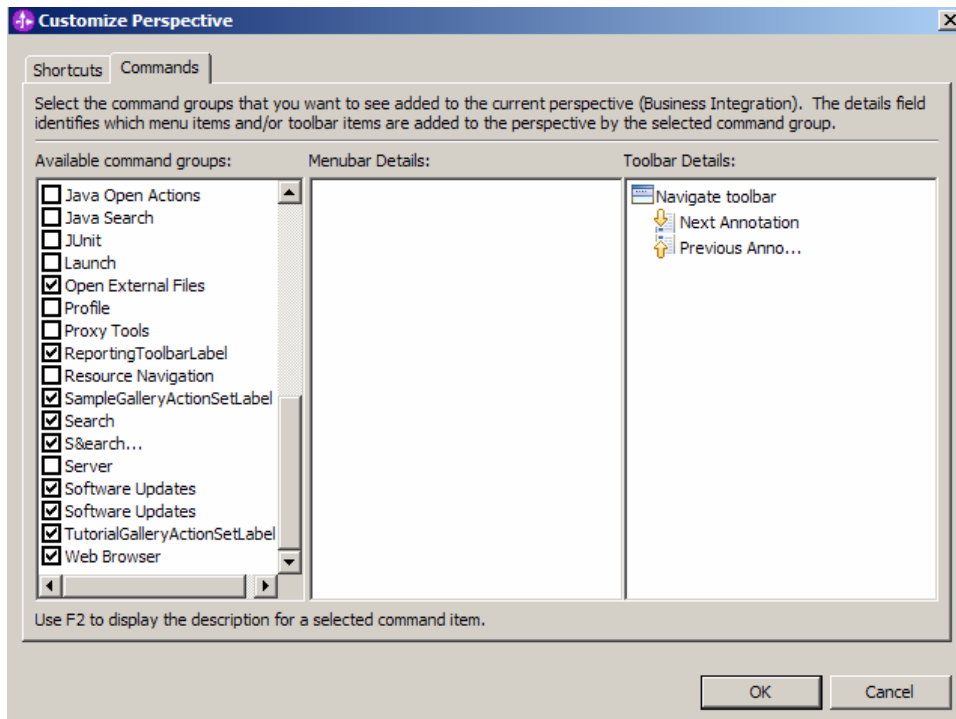 Customize Perspective
Shortcuts
Commands
Select the command groups that you want to see added to the current perspective (Business Integration). The details field
identifies which menu items and/or toolbar items are added to the perspective by the selected command group.
Available command groups:
Menubar Details:
Toolbar Details:
Java Open Actions
Java Search
JUnit
Launch
Open External Files
Profile
Proxy Tools
ReportingToolbarLabel
Resource Navigation
SampleGalleryActionSetLabel
Search
S&earch...
Server
Software Updates
Software Updates
TutorialGalleryActionSetLabel
Web Browser
Navigate toolbar
Next Annotation
Previous Anno...
Use F2 to display the description for a selected command item.
OK
Cancel